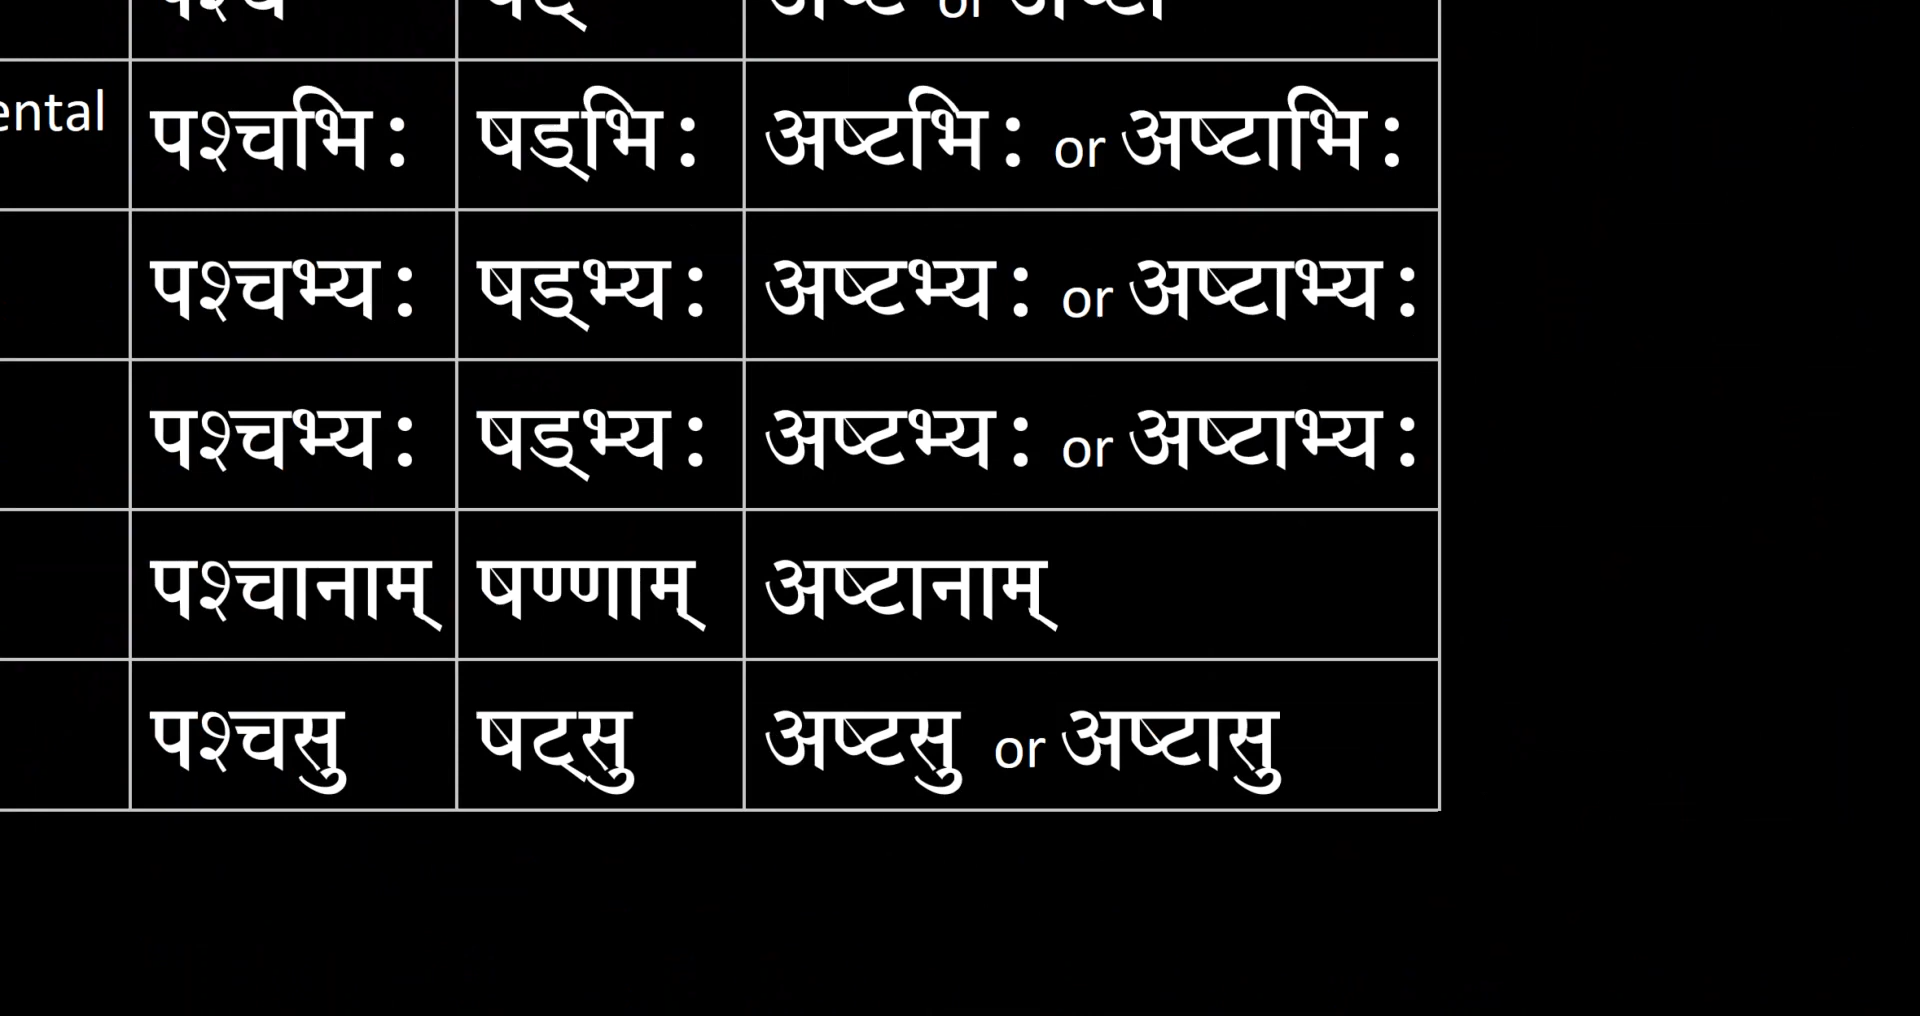 ental पश्चभि: षड्भि: अष्टभि: or अष्टाभि:
पश्चभ्य: षड्भ्य: अष्टभ्य: or अष्टाभ्य:
पश्चभ्य: षड्भ्य: अष्टभ्य: or अष्टाभ्य:
पश्चानाम् षण्णाम् अष्टानाम्
पश्चसु षट्सु अष्टसु or अष्टासु